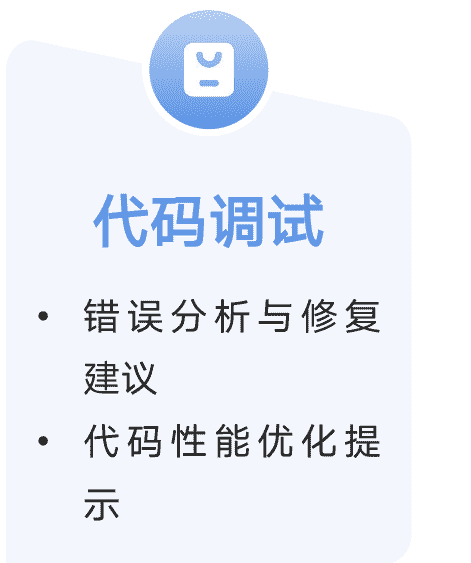 代码调试
• 错误分析与修复
建议
• 代码性能优化提
示